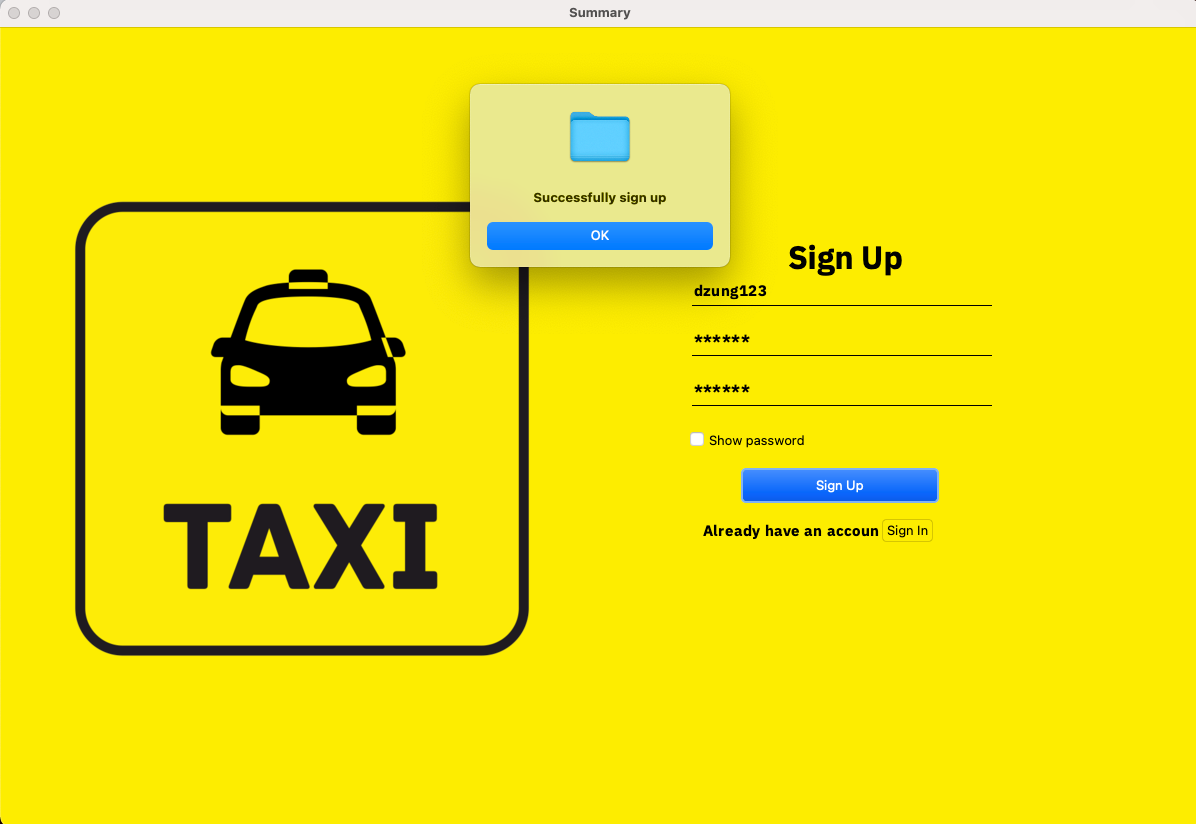 Summary
Successfully sign up
OK
TAXI
Sign Up
dzung123
******
******
Show password
Sign Up
Already have an accoun Sign In